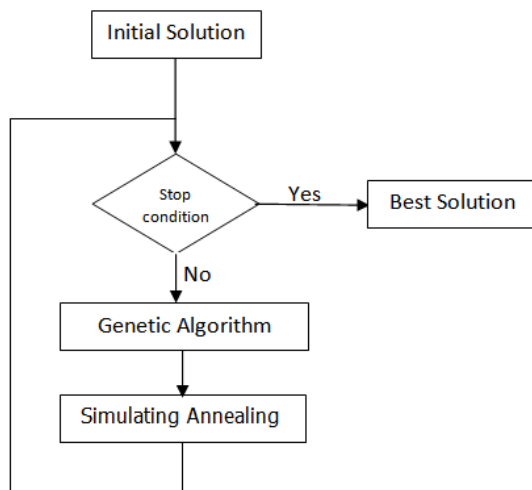 Initial Solution
Stop
condition
Yes
Best Solution
No
Genetic Algorithm
Simulating Annealing